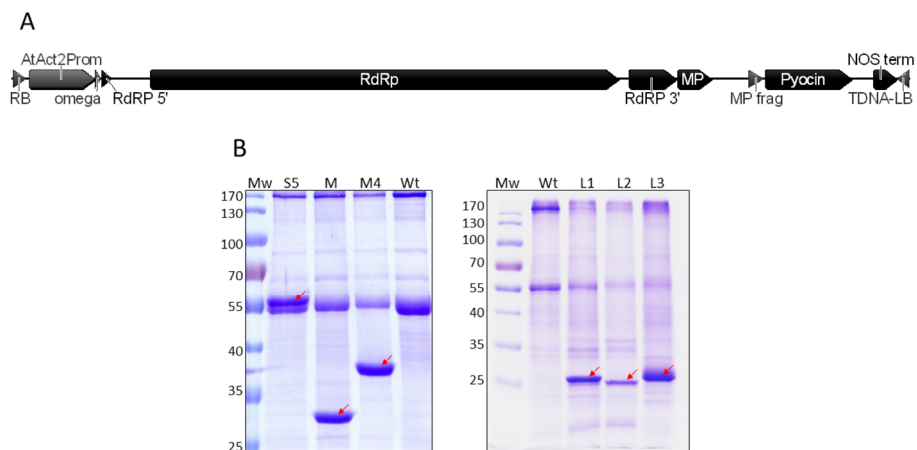 A
AtAct2Prom NOS term
RdRp MP Pyocin
RB omega RdRP 5' RdRP 3' MP frag TDNA-LB
B
Mw S5 M M4 Wt
170
130
100
70
55
40
35
25
Mw Wt L1 L2 L3
170
130
100
70
55
40
35
25